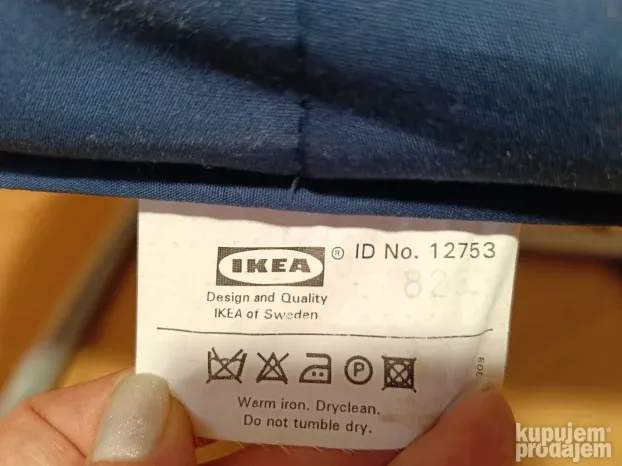 IKEA® ID No. 12753
Design and Quality
IKEA of Sweden
P
Warm iron. Dryclean.
Do not tumble dry.
kupujem
prodajem